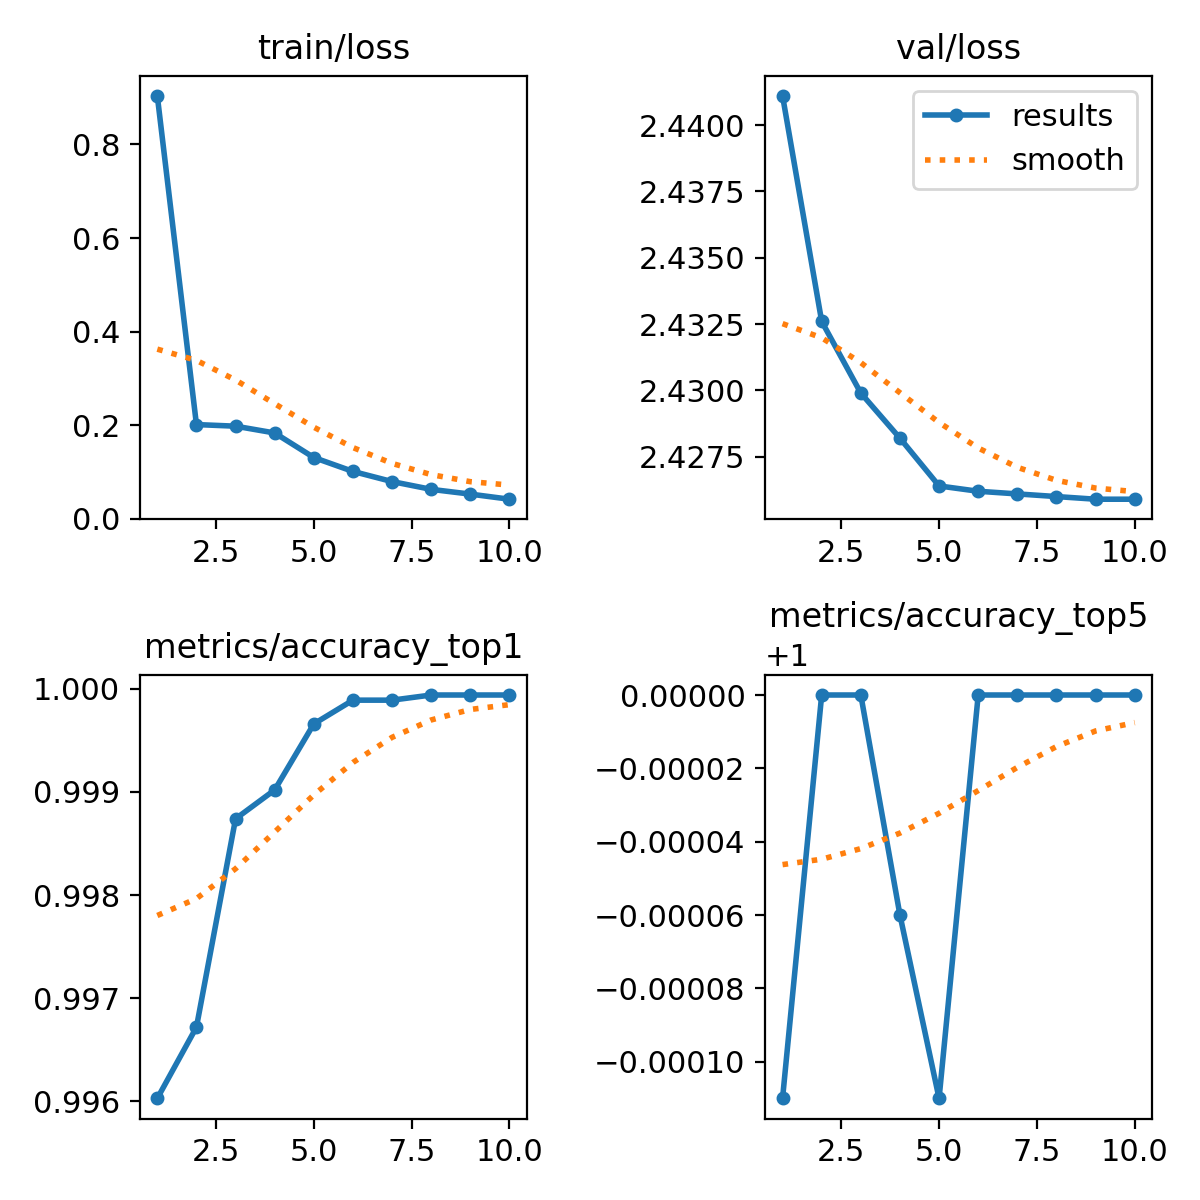 train/loss
0.8
0.6
0.4
0.2
0.0
2.5 5.0 7.5 10.0
val/loss
results
smooth
2.4400
2.4375
2.4350
2.4325
2.4300
2.4275
2.5 5.0 7.5 10.0
metrics/accuracy_top1
1.000
0.999
0.998
0.997
0.996
2.5 5.0 7.5 10.0
metrics/accuracy_top5
+1
0.00000
−0.00002
−0.00004
−0.00006
−0.00008
−0.00010
2.5 5.0 7.5 10.0